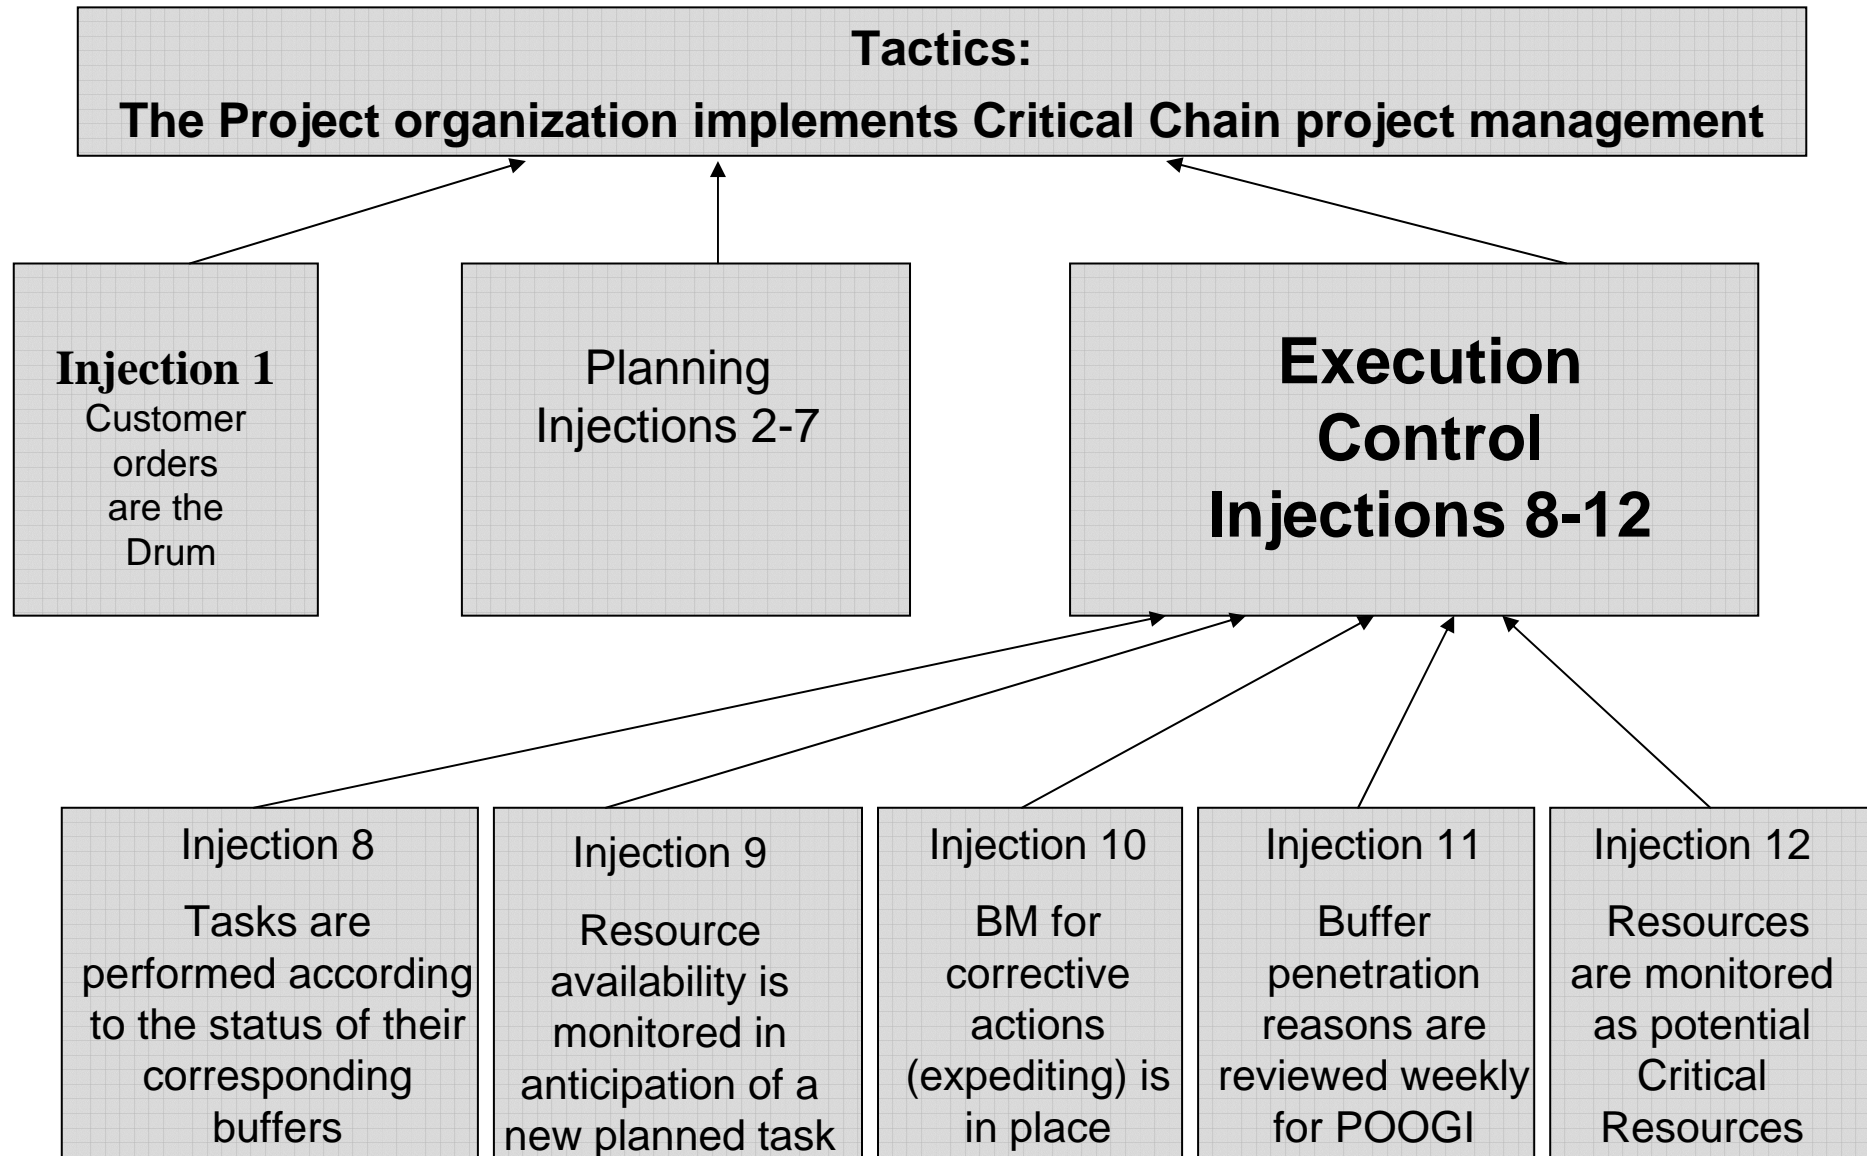 Tactics:
The Project organization implements Critical Chain project management
Injection 1
Customer
orders
are the
Drum
Planning
Injections 2-7
Execution
Control
Injections 8-12
Injection 8
Tasks are
performed according
to the status of their
corresponding
buffers
Injection 9
Resource
availability is
monitored in
anticipation of a
new planned task
Injection 10
BM for
corrective
actions
(expediting) is
in place
Injection 11
Buffer
penetration
reasons are
reviewed weekly
for POOGI
Injection 12
Resources
are monitored
as potential
Critical
Resources